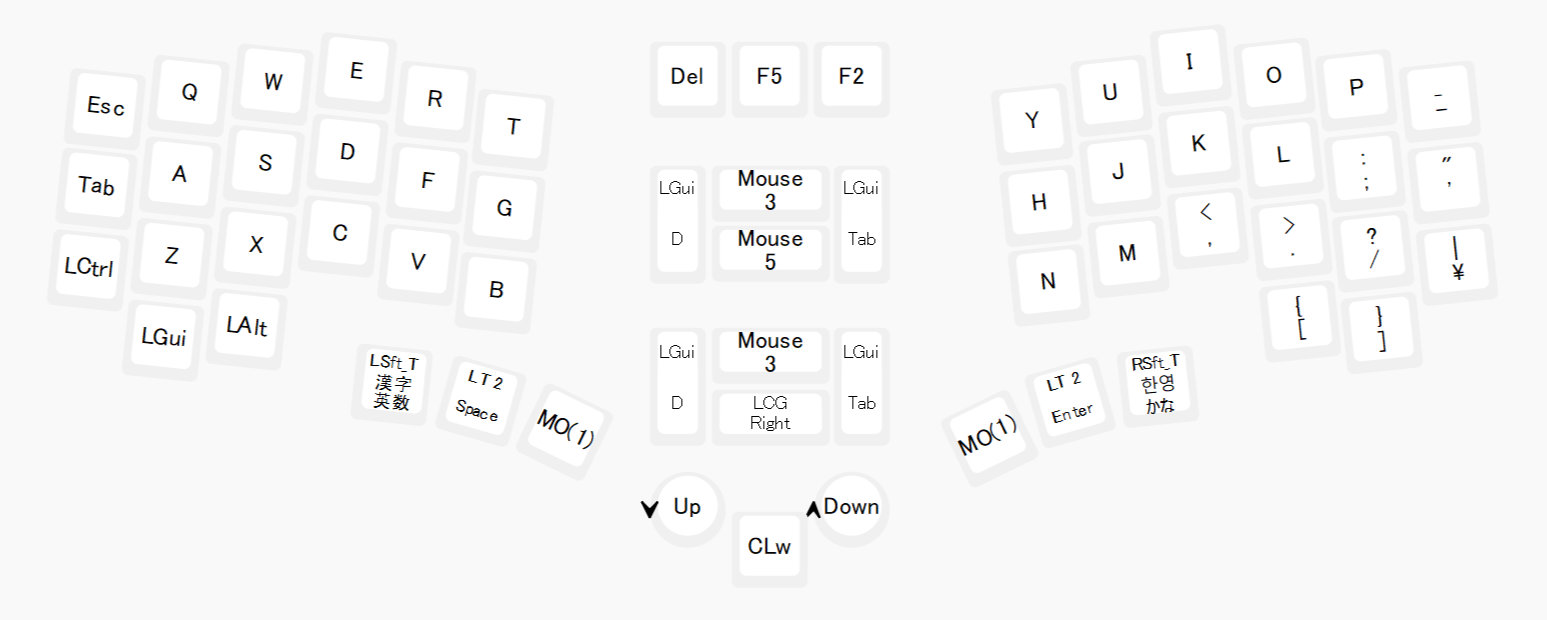 Esc
Q
W
E
R
T
Del
F5
F2
Y
U
I
O
P
-
_
Tab
A
S
D
F
G
LGui
D
Mouse
3
Mouse
5
LGui
Tab
H
J
K
L
:
;
"
'
LCtrl
Z
X
C
V
B
N
M
<
,
>
.
?
/
|
¥
LGui
LAlt
{
[
}
]
LSft_T
漢字
英数
LT 2
Space
MO(1)
LGui
D
Mouse
3
LCG
Right
LGui
Tab
MO(1)
LT 2
Enter
RSft_T
한영
かな
Up
Down
CLw